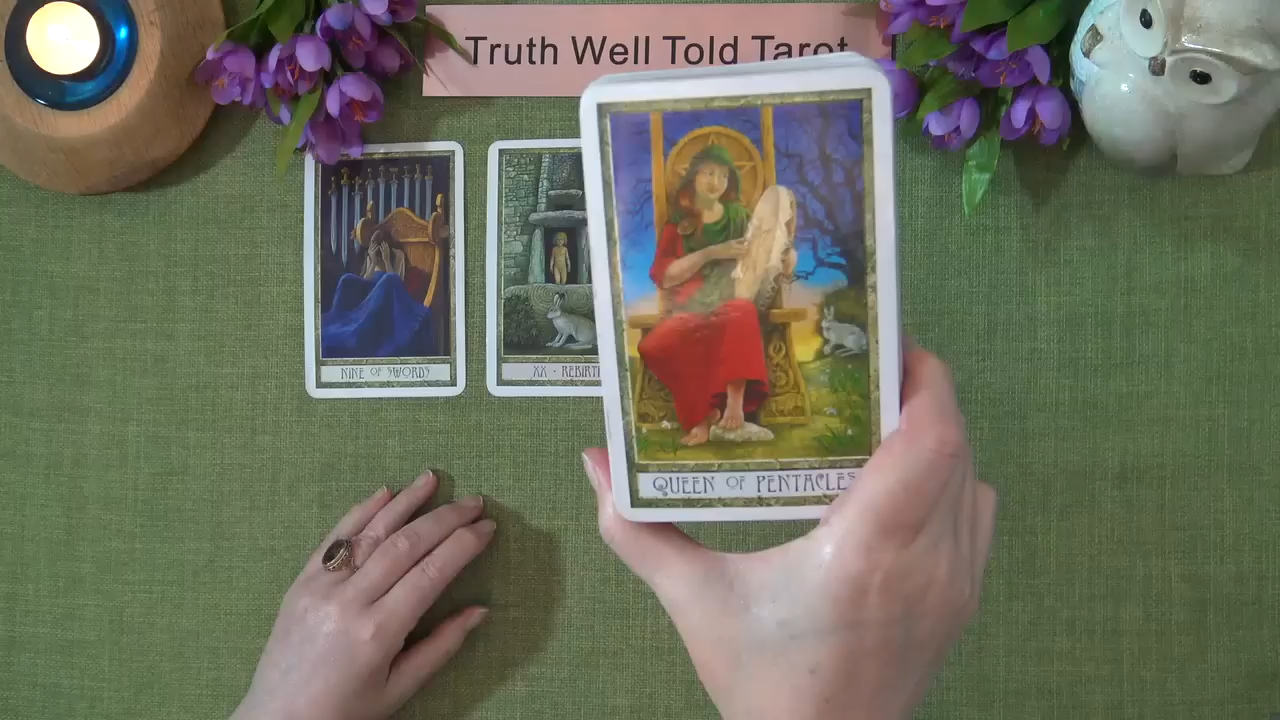 Truth Well Told Tarot
NINE OF SWORDS
XX - REBIRTH
QUEEN OF PENTACLES